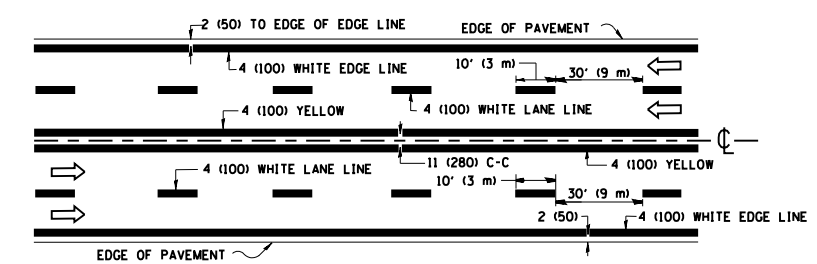 2 (50) TO EDGE OF EDGE LINE
EDGE OF PAVEMENT
4 (100) WHITE EDGE LINE
10' (3 m)
30' (9 m)
4 (100) YELLOW
4 (100) WHITE LANE LINE
℄
4 (100) WHITE LANE LINE
11 (280) C-C
4 (100) YELLOW
10' (3 m)
30' (9 m)
2 (50)
4 (100) WHITE EDGE LINE
EDGE OF PAVEMENT